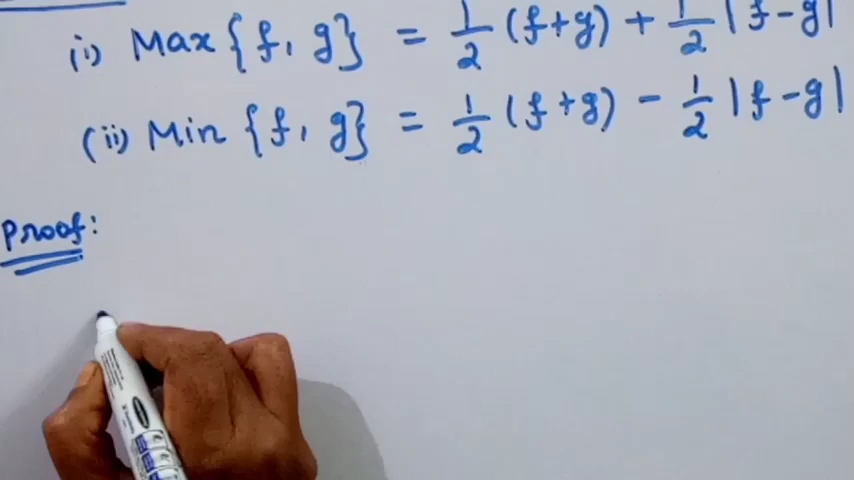 (i) Max {f, g} = 1/2 (f+g) + 1/2 |f-g|
(ii) Min {f, g} = 1/2 (f+g) - 1/2 |f-g|
Proof: